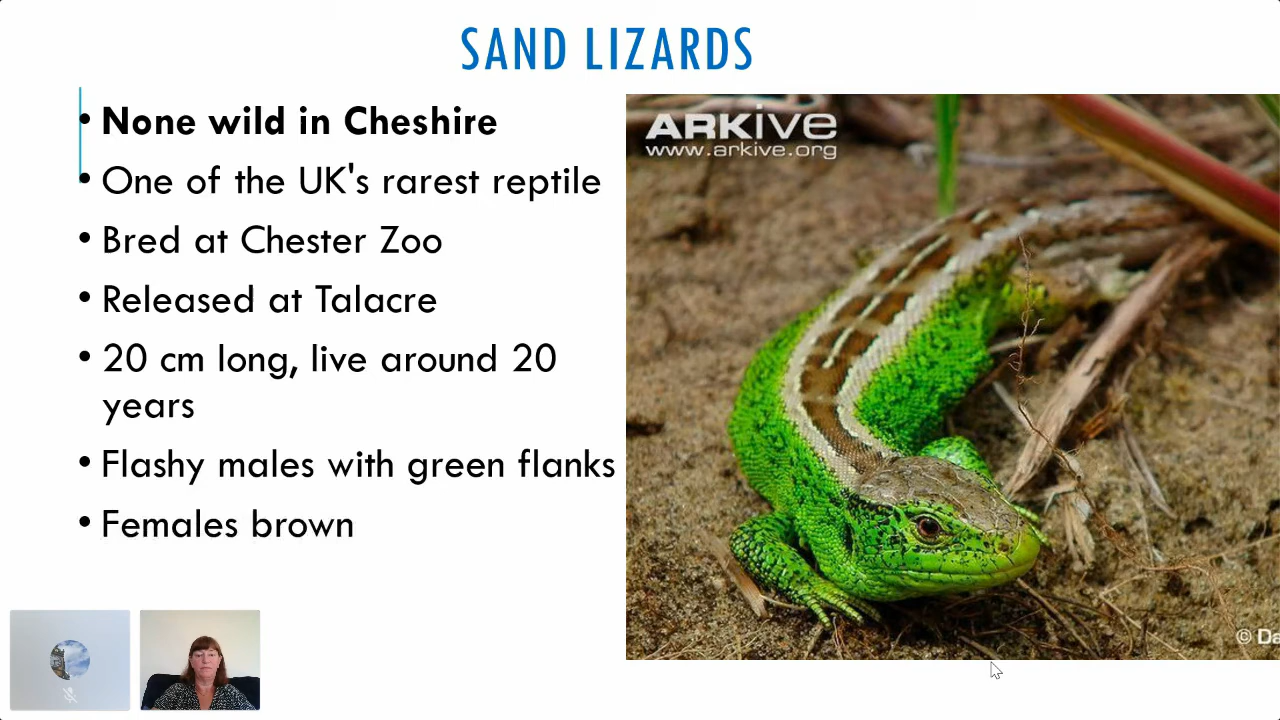 SAND LIZARDS
• None wild in Cheshire
• One of the UK's rarest reptile
• Bred at Chester Zoo
• Released at Talacre
• 20 cm long, live around 20
years
• Flashy males with green flanks
• Females brown
ARKive
www.arkive.org
© Da